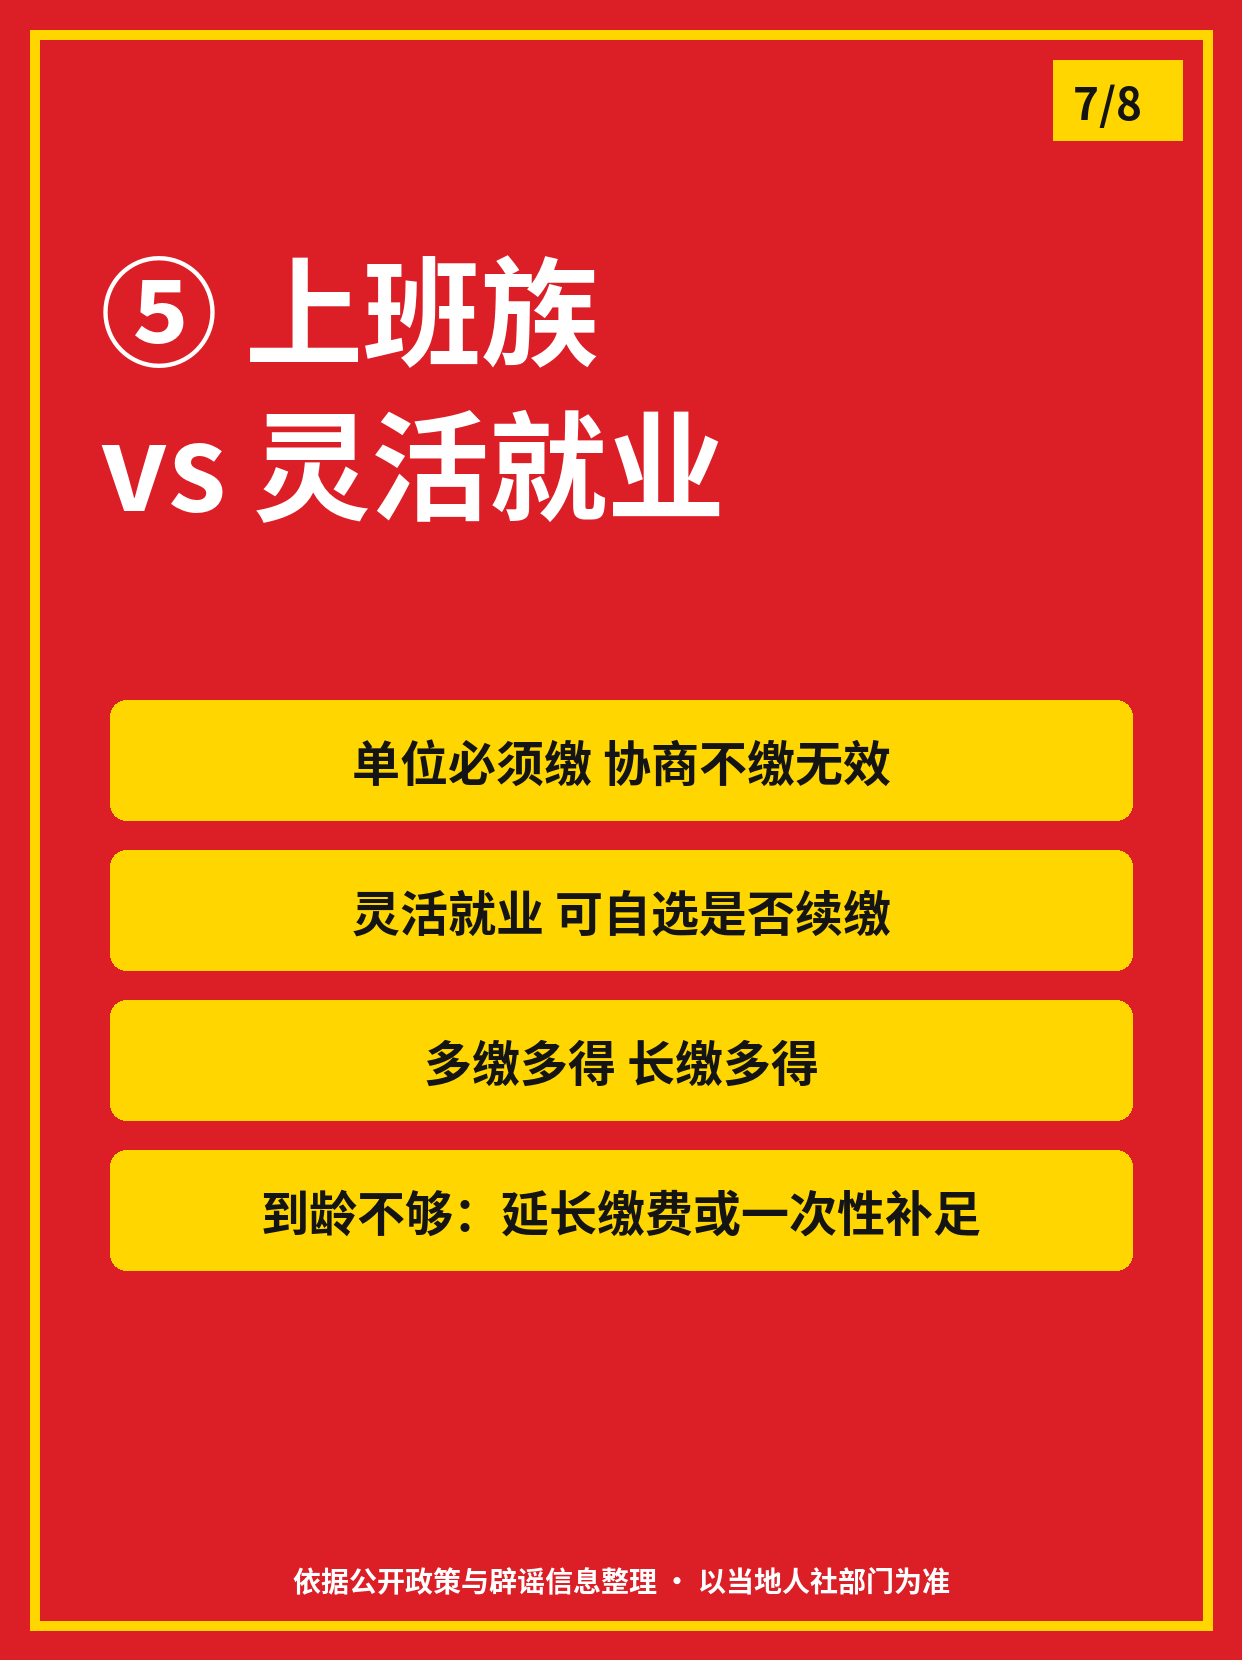 7/8
⑤ 上班族
vs 灵活就业
单位必须缴 协商不缴无效
灵活就业 可自选是否续缴
多缴多得 长缴多得
到龄不够：延长缴费或一次性补足
依据公开政策与辟谣信息整理 · 以当地人社部门为准